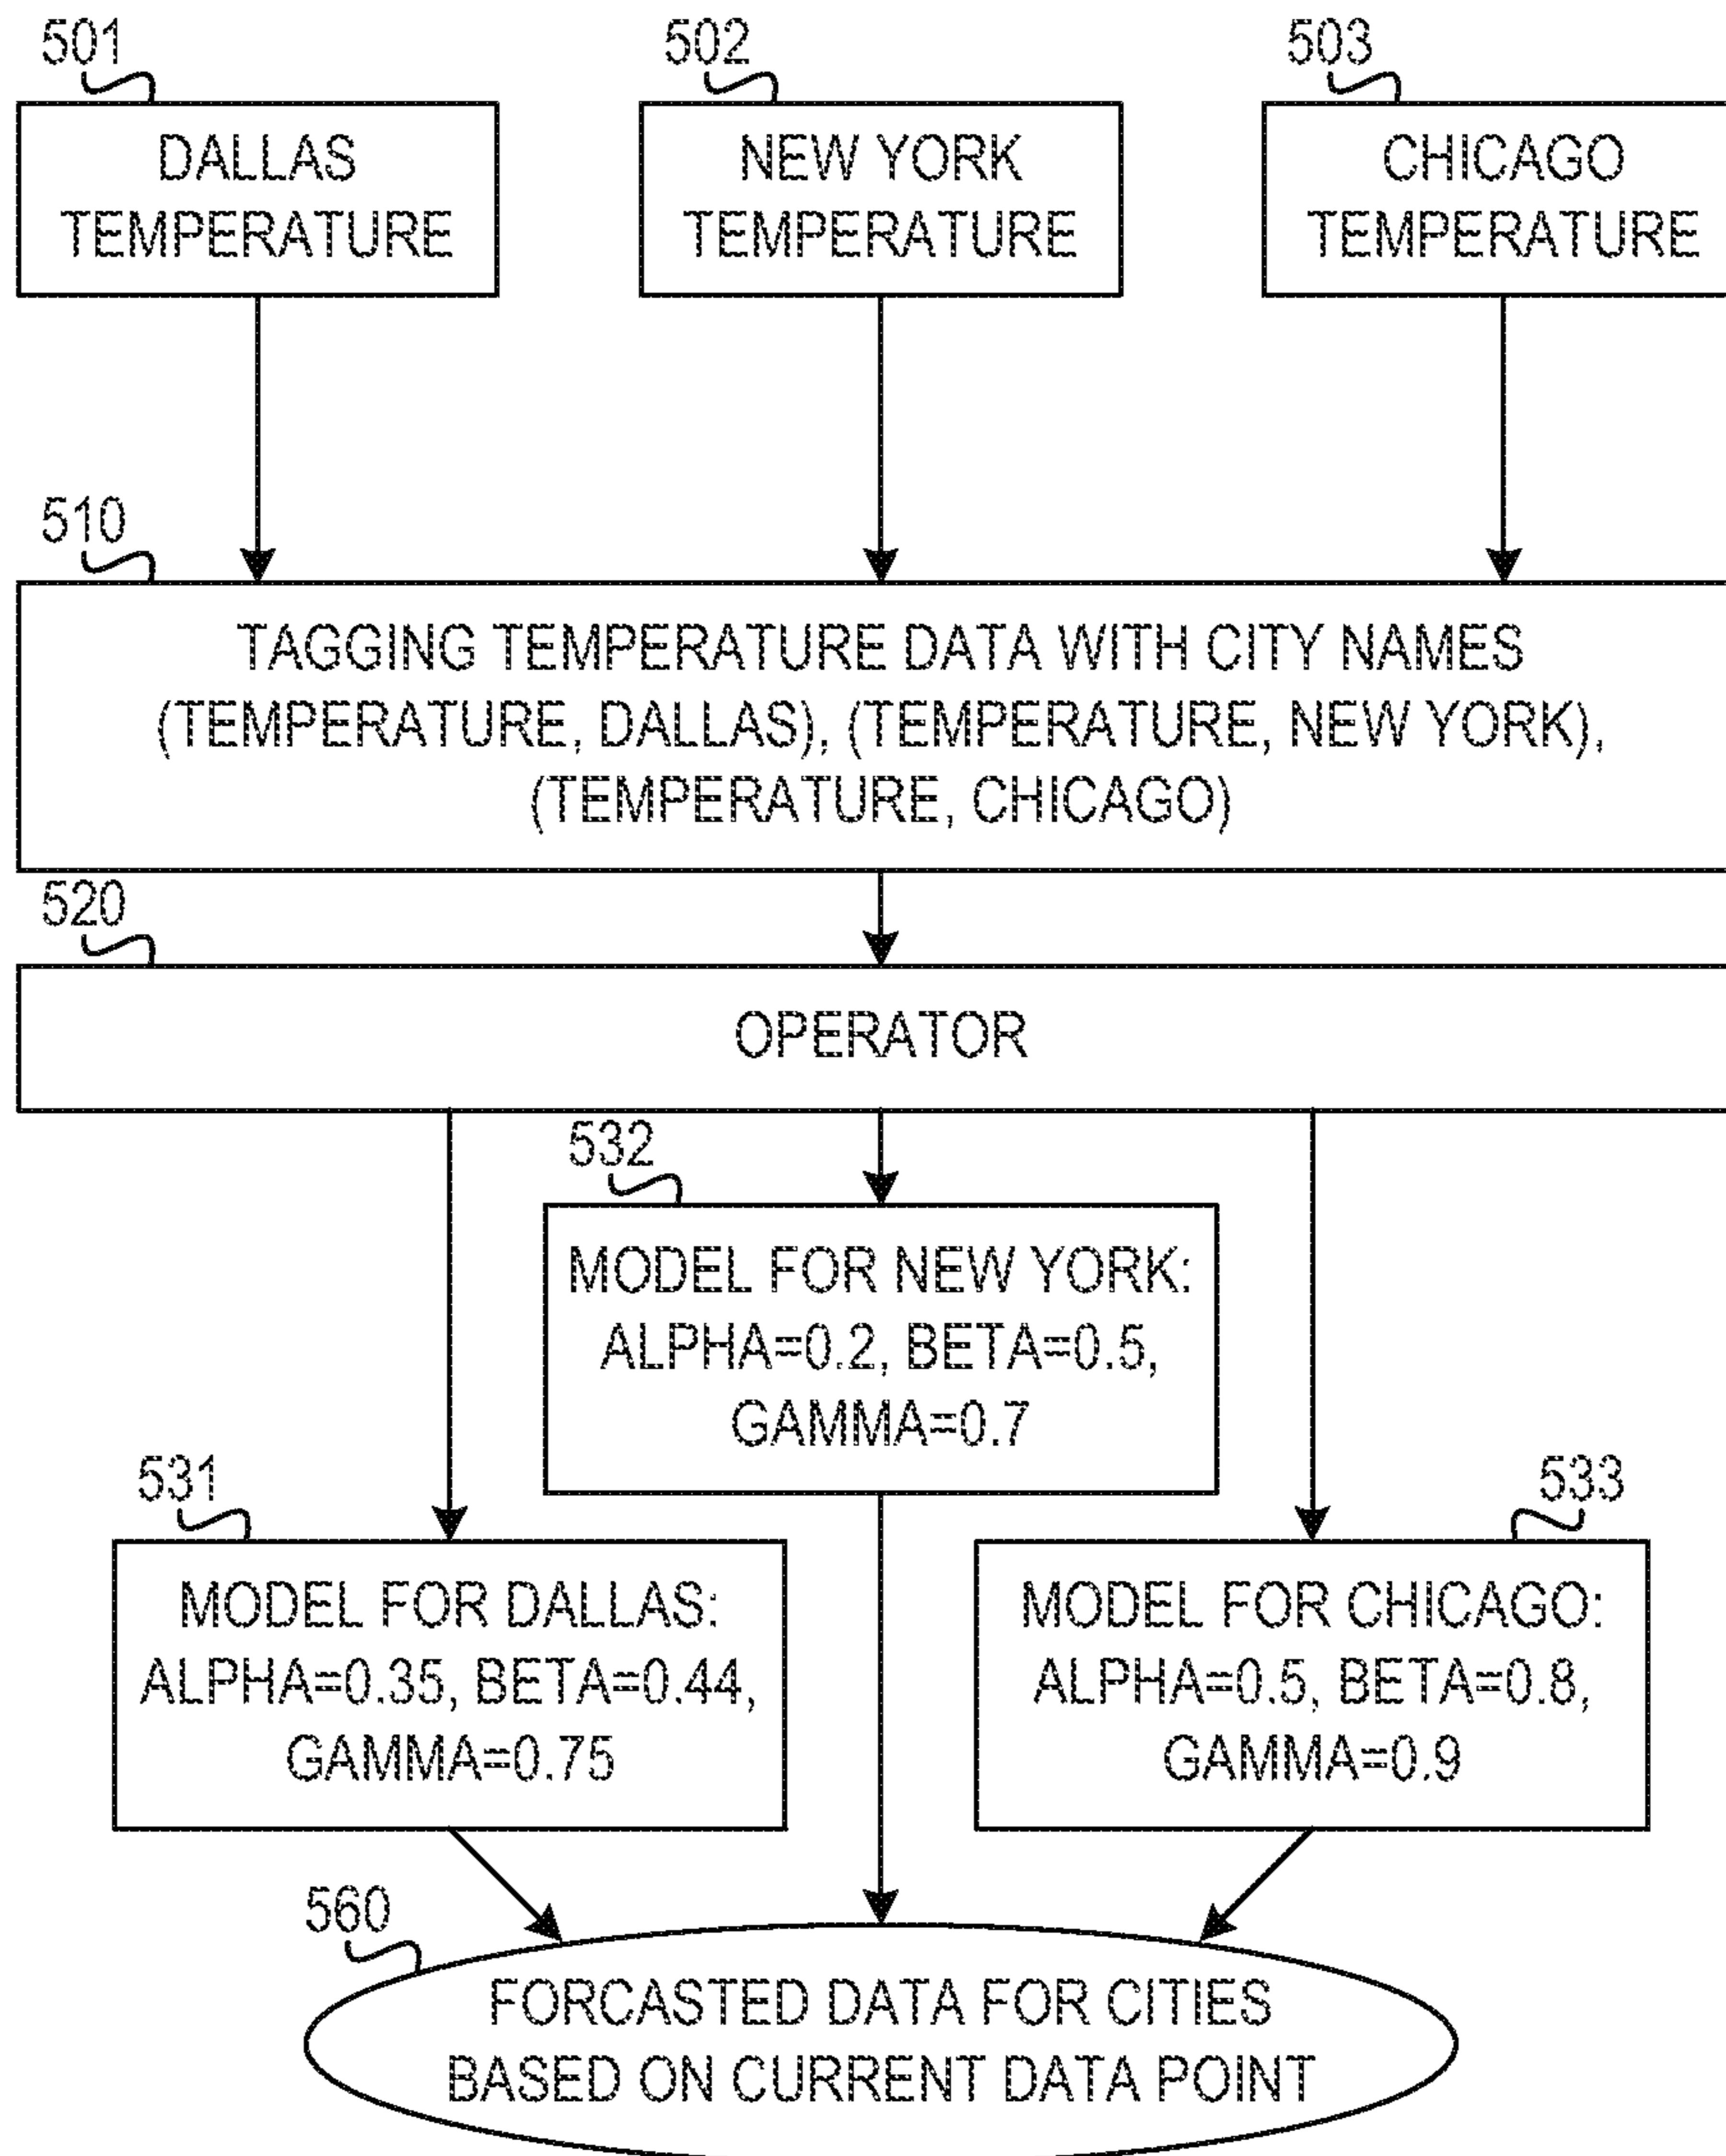 501
502
503
DALLAS
TEMPERATURE
NEW YORK
TEMPERATURE
CHICAGO
TEMPERATURE
510
TAGGING TEMPERATURE DATA WITH CITY NAMES
(TEMPERATURE, DALLAS), (TEMPERATURE, NEW YORK),
(TEMPERATURE, CHICAGO)
520
OPERATOR
532
MODEL FOR NEW YORK:
ALPHA=0.2, BETA=0.5,
GAMMA=0.7
531
MODEL FOR DALLAS:
ALPHA=0.35, BETA=0.44,
GAMMA=0.75
533
MODEL FOR CHICAGO:
ALPHA=0.5, BETA=0.8,
GAMMA=0.9
560
FORCASTED DATA FOR CITIES
BASED ON CURRENT DATA POINT